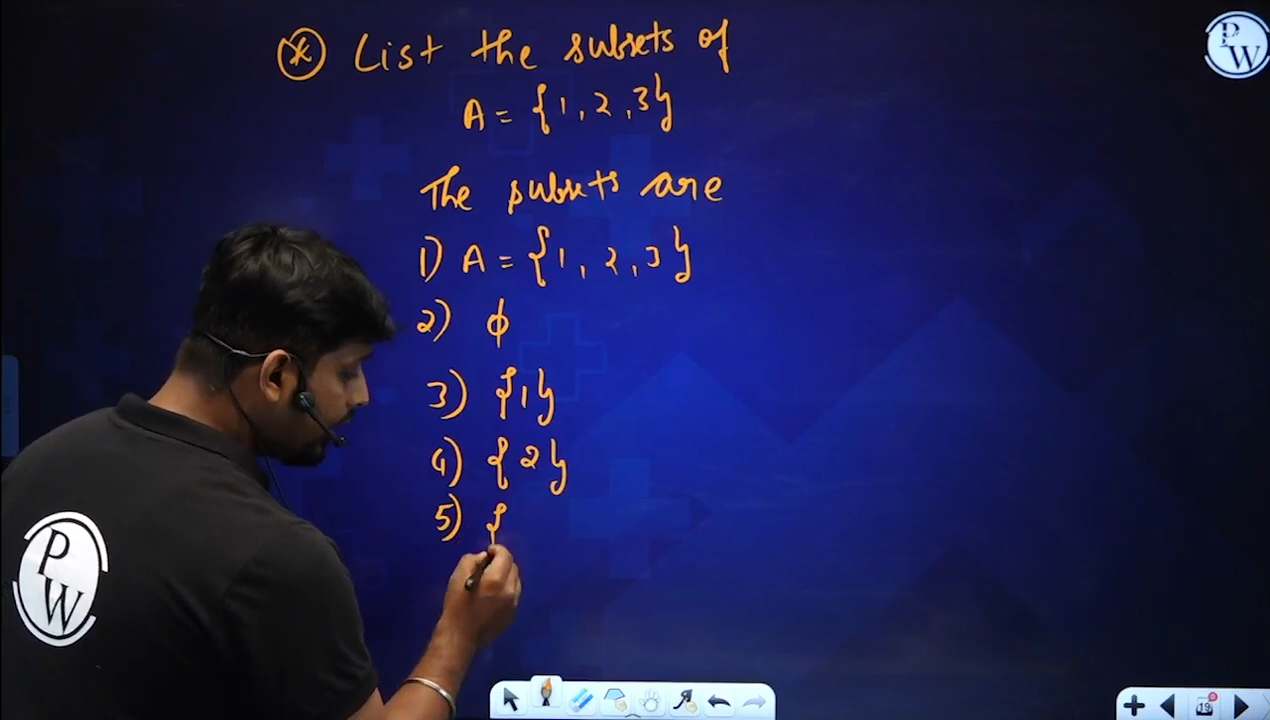 * List the subsets of
A = {1, 2, 3}
The subsets are
1) A = {1, 2, 3}
2) ϕ
3) {1}
4) {2}
5) {
PW
PW
19